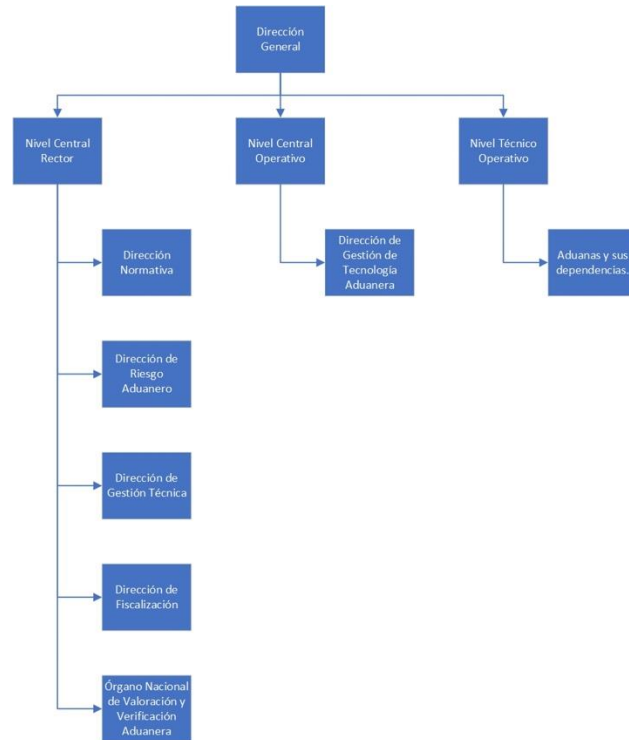 Dirección
General
Nivel Central
Rector
Nivel Central
Operativo
Nivel Técnico
Operativo
Dirección
Normativa
Dirección de
Gestión de
Tecnología
Aduanera
Aduanas y sus
dependencias.
Dirección de
Riesgo
Aduanero
Dirección de
Gestión Técnica
Dirección de
Fiscalización
Órgano Nacional
de Valoración y
Verificación
Aduanera